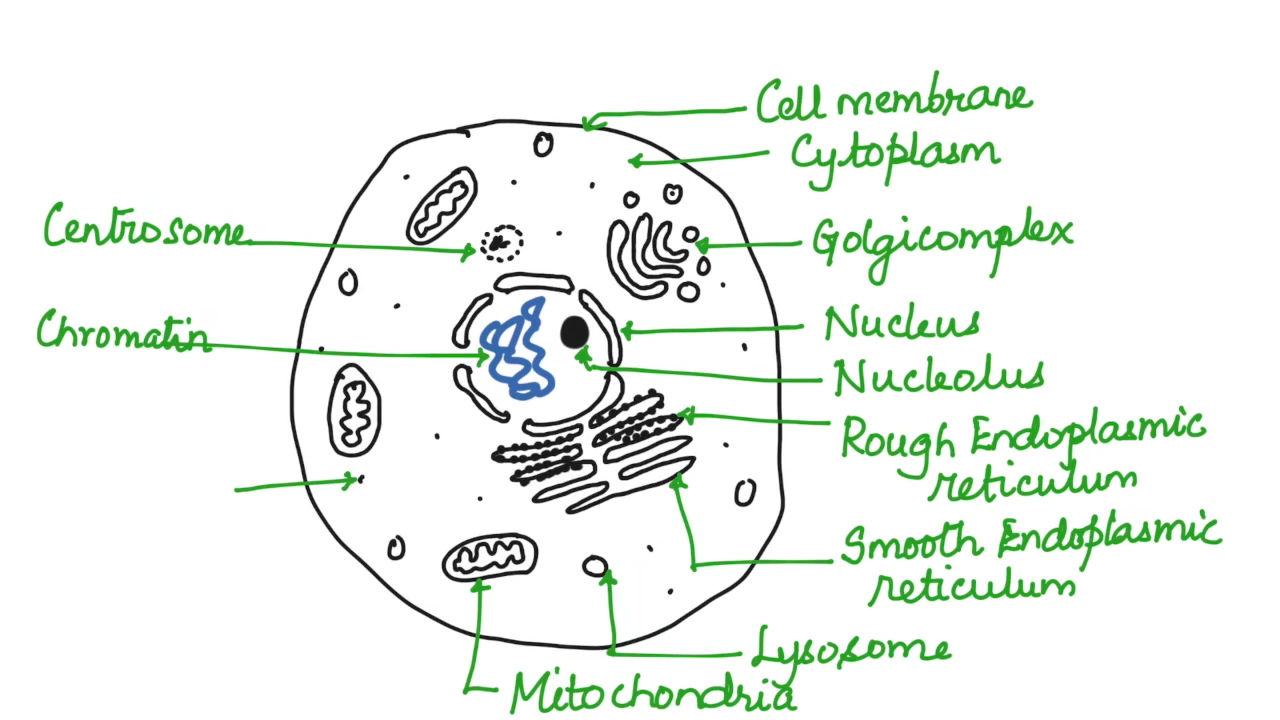 Cell membrane
Cytoplasm
Centrosome
Golgicomplex
Chromatin
Nucleus
Nucleolus
Rough Endoplasmic
reticulum
Smooth Endoplasmic
reticulum
Lysosome
Mitochondria